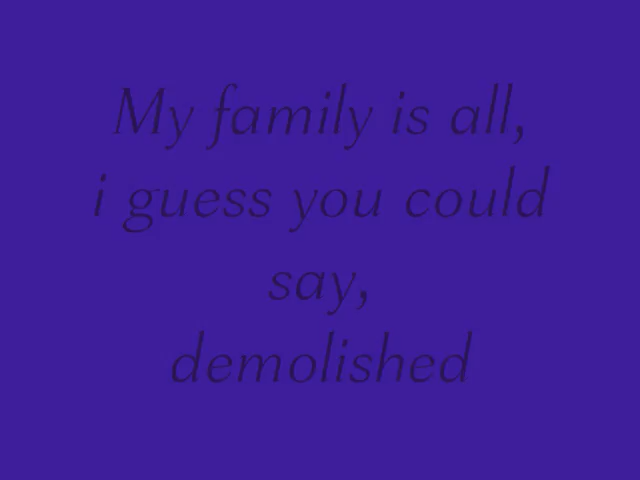 My family is all,
i guess you could
say,
demolished